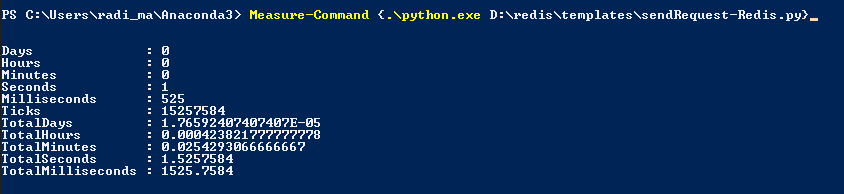 PS C:\Users\radi_ma\Anaconda3> Measure-Command {.\python.exe D:\redis\templates\sendRequest-Redis.py}_
Days              : 0
Hours             : 0
Minutes           : 0
Seconds           : 1
Milliseconds      : 525
Ticks             : 15257584
TotalDays         : 1.76592407407407E-05
TotalHours        : 0.000423821777777778
TotalMinutes      : 0.0254293066666667
TotalSeconds      : 1.5257584
TotalMilliseconds : 1525.7584